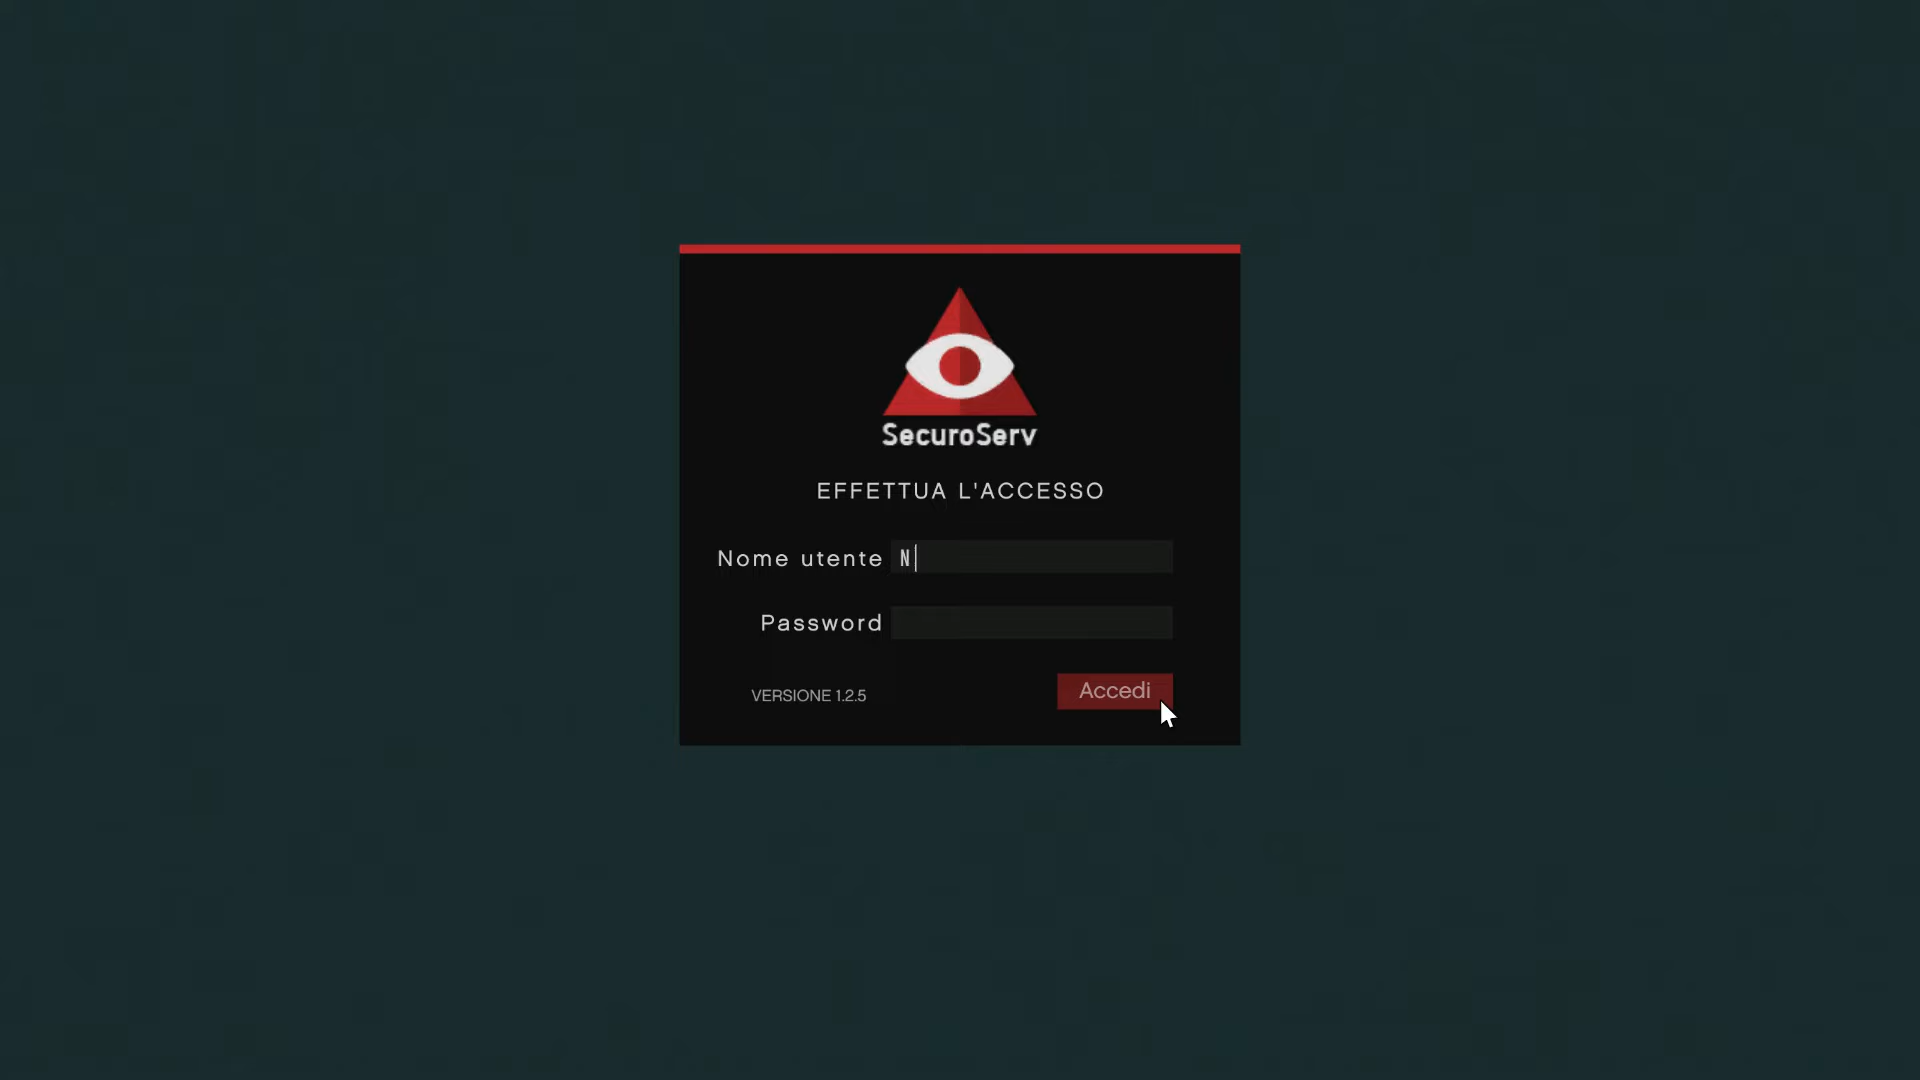 SecuroServ
EFFETTUA L'ACCESSO
Nome utente N
Password
VERSIONE 1.2.5
Accedi